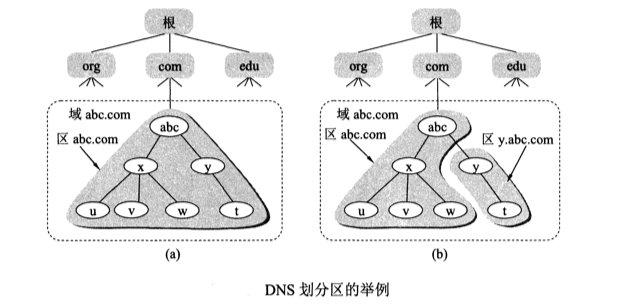 根
org com edu
域 abc.com
区 abc.com
abc
x y
u v w t
(a)
根
org com edu
域 abc.com
区 abc.com
abc
区 y.abc.com
x y
u v w t
(b)
DNS 划分区的举例